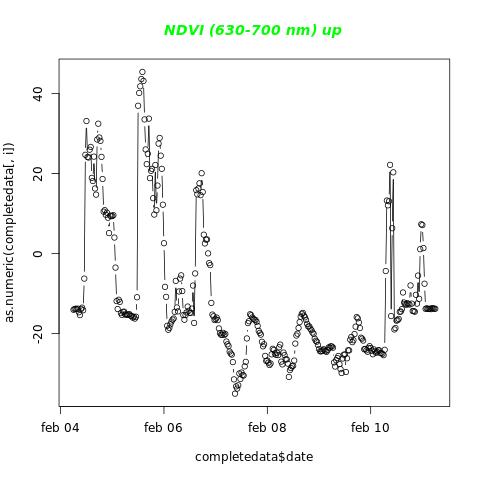 NDVI (630-700 nm) up
as.numeric(completedata[, i])
40
20
0
-20
feb 04
feb 06
feb 08
feb 10
completedata$date